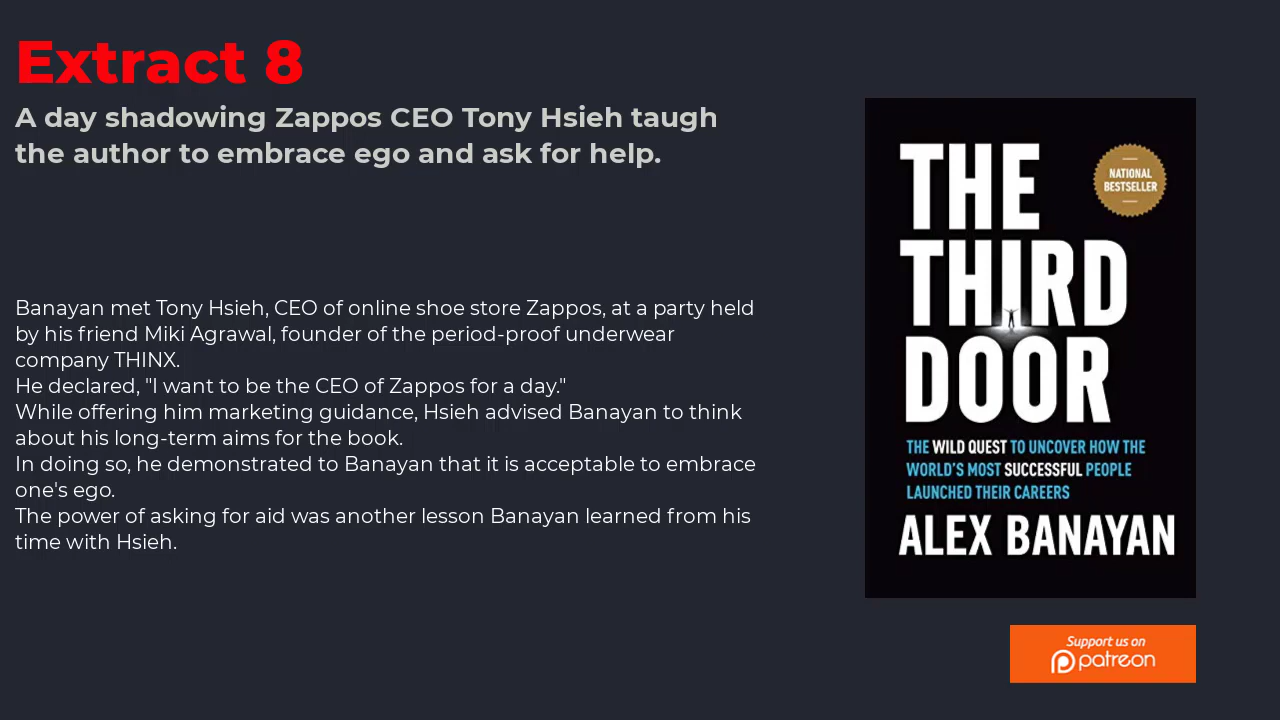 Extract 8
A day shadowing Zappos CEO Tony Hsieh taugh
the author to embrace ego and ask for help.
Banayan met Tony Hsieh, CEO of online shoe store Zappos, at a party held
by his friend Miki Agrawal, founder of the period-proof underwear
company THINX.
He declared, "I want to be the CEO of Zappos for a day."
While offering him marketing guidance, Hsieh advised Banayan to think
about his long-term aims for the book.
In doing so, he demonstrated to Banayan that it is acceptable to embrace
one's ego.
The power of asking for aid was another lesson Banayan learned from his
time with Hsieh.
THE
THIRD
DOOR
NATIONAL
BESTSELLER
THE WILD QUEST TO UNCOVER HOW THE
WORLD'S MOST SUCCESSFUL PEOPLE
LAUNCHED THEIR CAREERS
ALEX BANAYAN
Support us on
patreon